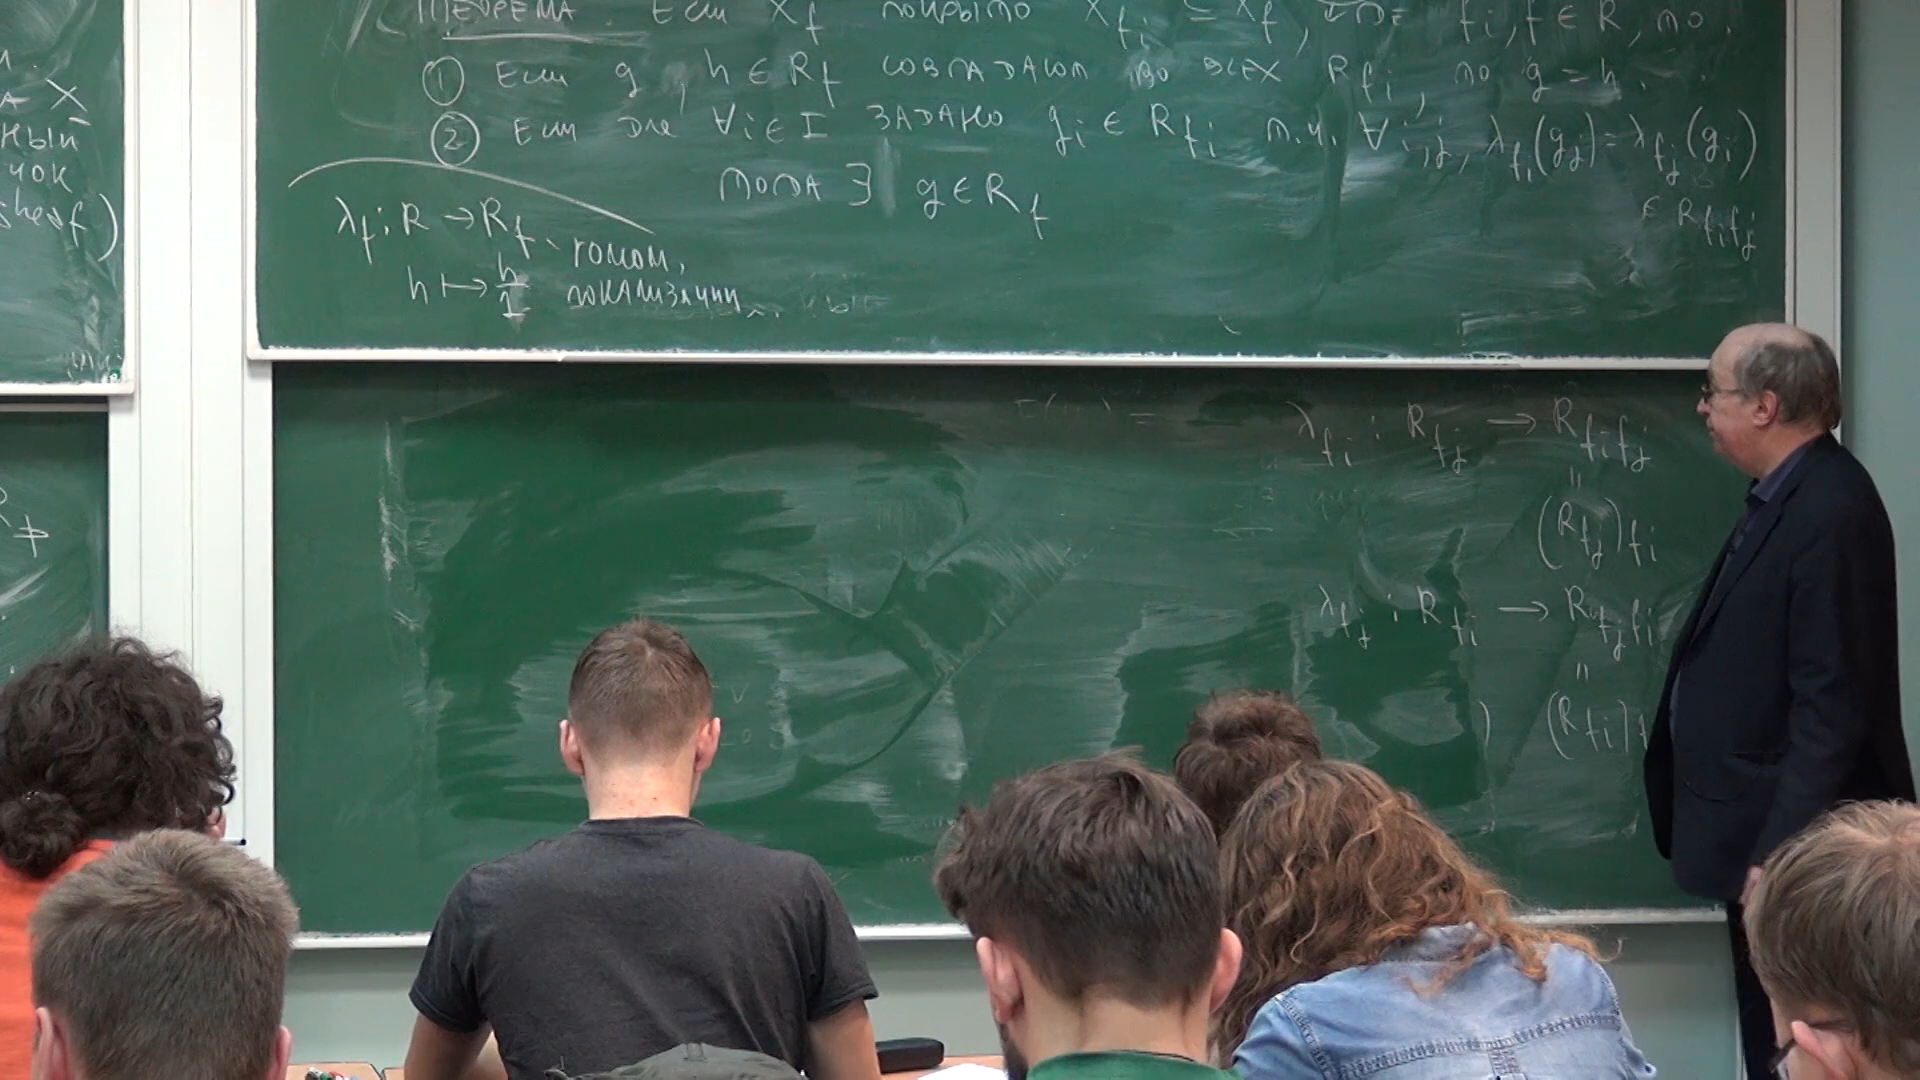 м.
X
ный
чок
sheaf)
ТЕОРЕМА. Если X_f покрыто X_{f_i} ⊆ X_f, где f_i, f ∈ R, то
① Если g, h ∈ R_f совпадают во всех R_{f_i}, то g = h.
② Если для ∀i ∈ I ЗАДАНО g_i ∈ R_{f_i} т.ч. ∀i,j, λ_{f_i}(g_j) = λ_{f_j}(g_i)
∈ R_{f_i f_j}
тогда ∃ g ∈ R_f
λ_f : R → R_f - гомом.
h ↦ h/1 локализации
λ_{f_i} : R_{f_j} → R_{f_i f_j}
"
(R_{f_j})_{f_i}
λ_{f_j} : R_{f_i} → R_{f_j f_i}
"
(R_{f_i})